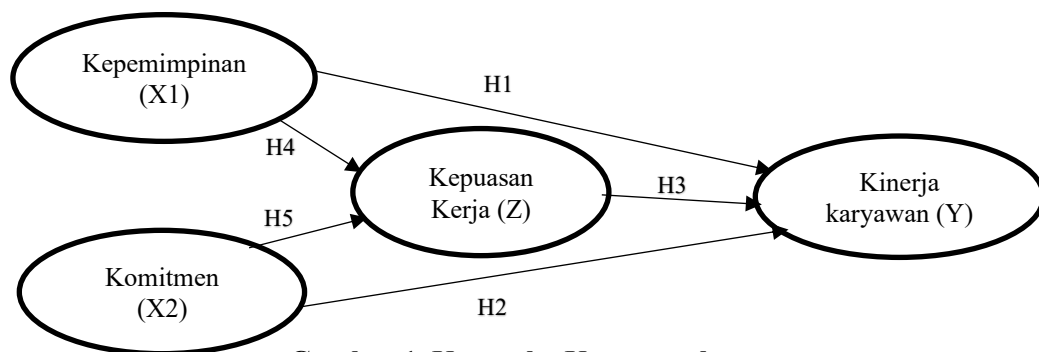 Kepemimpinan
(X1)
H1
H4
Kepuasan
Kerja (Z)
H3
Kinerja
karyawan (Y)
H5
Komitmen
(X2)
H2